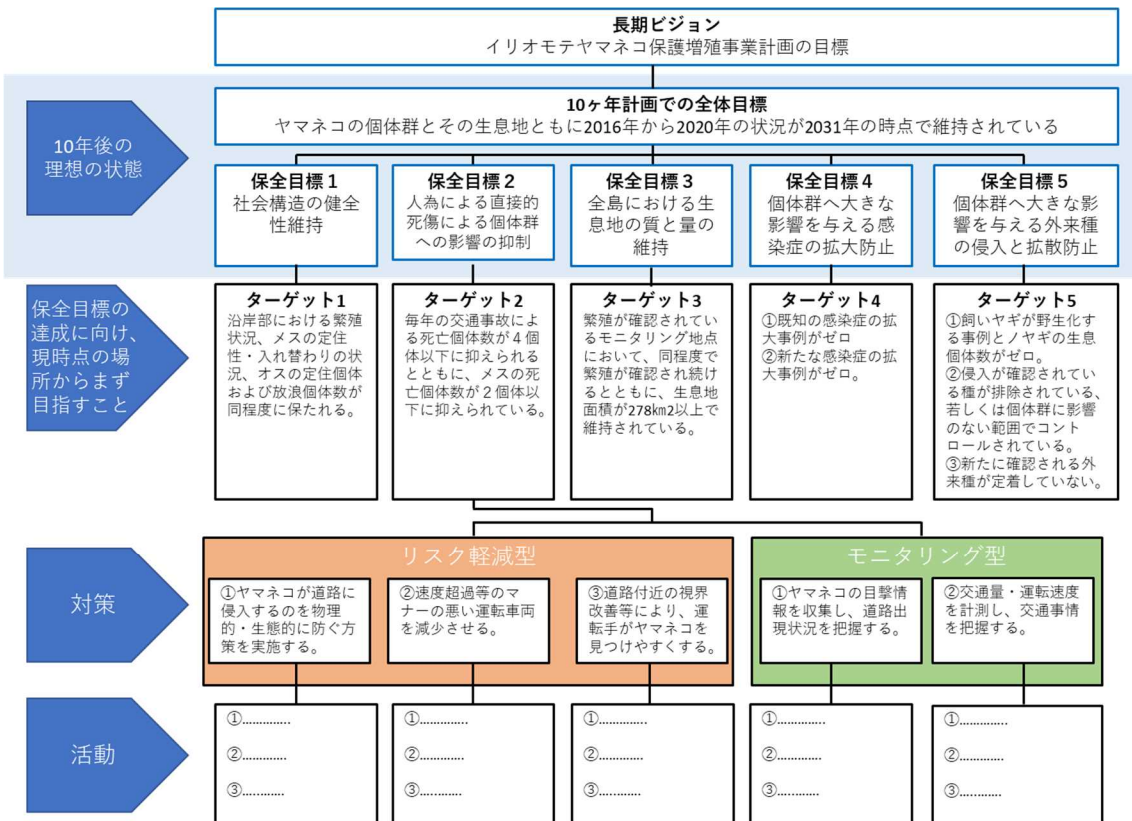 長期ビジョン
イリオモテヤマネコ保護増殖事業計画の目標
10年後の
理想の状態
10ヶ年計画での全体目標
ヤマネコの個体群とその生息地ともに2016年から2020年の状況が2031年の時点で維持されている
保全目標１
社会構造の健全
性維持
保全目標２
人為による直接的
死傷による個体群
への影響の抑制
保全目標３
全島における生
息地の質と量の
維持
保全目標４
個体群へ大きな
影響を与える感
染症の拡大防止
保全目標５
個体群へ大きな影
響を与える外来種
の侵入と拡散防止
保全目標の
達成に向け、
現時点の場
所からまず
目指すこと
ターゲット1
沿岸部における繁殖
状況、メスの定住
性・入れ替わりの状
況、オスの定住個体
および放浪個体数が
同程度に保たれる。
ターゲット2
毎年の交通事故によ
る死亡個体数が４個
体以下に抑えられる
とともに、メスの死
亡個体数が２個体以
下に抑えられている。
ターゲット3
繁殖が確認されてい
るモニタリング地点
において、同程度で
繁殖が確認され続け
るとともに、生息地
面積が278㎞2以上で
維持されている。
ターゲット4
①既知の感染症の拡
大事例がゼロ
②新たな感染症の拡
大事例がゼロ。
ターゲット5
①飼いヤギが野生化す
る事例とノヤギの生息
個体数がゼロ。
②侵入が確認されてい
る種が排除されている、
若しくは個体群に影響
のない範囲でコント
ロールされている。
③新たに確認される外
来種が定着していない。
対策
リスク軽減型
①ヤマネコが道路に
侵入するのを物理
的・生態的に防ぐ方
策を実施する。
②速度超過等のマ
ナーの悪い運転車両
を減少させる。
③道路付近の視界
改善等により、運
転手がヤマネコを
見つけやすくする。
モニタリング型
①ヤマネコの目撃情
報を収集し、道路出
現状況を把握する。
②交通量・運転速度
を計測し、交通事情
を把握する。
活動
①…………..
②………….
③…..…….
①…………..
②………….
③…..…….
①…………..
②………….
③…..…….
①…………..
②………….
③…..…….
①…………..
②………….
③…..…….